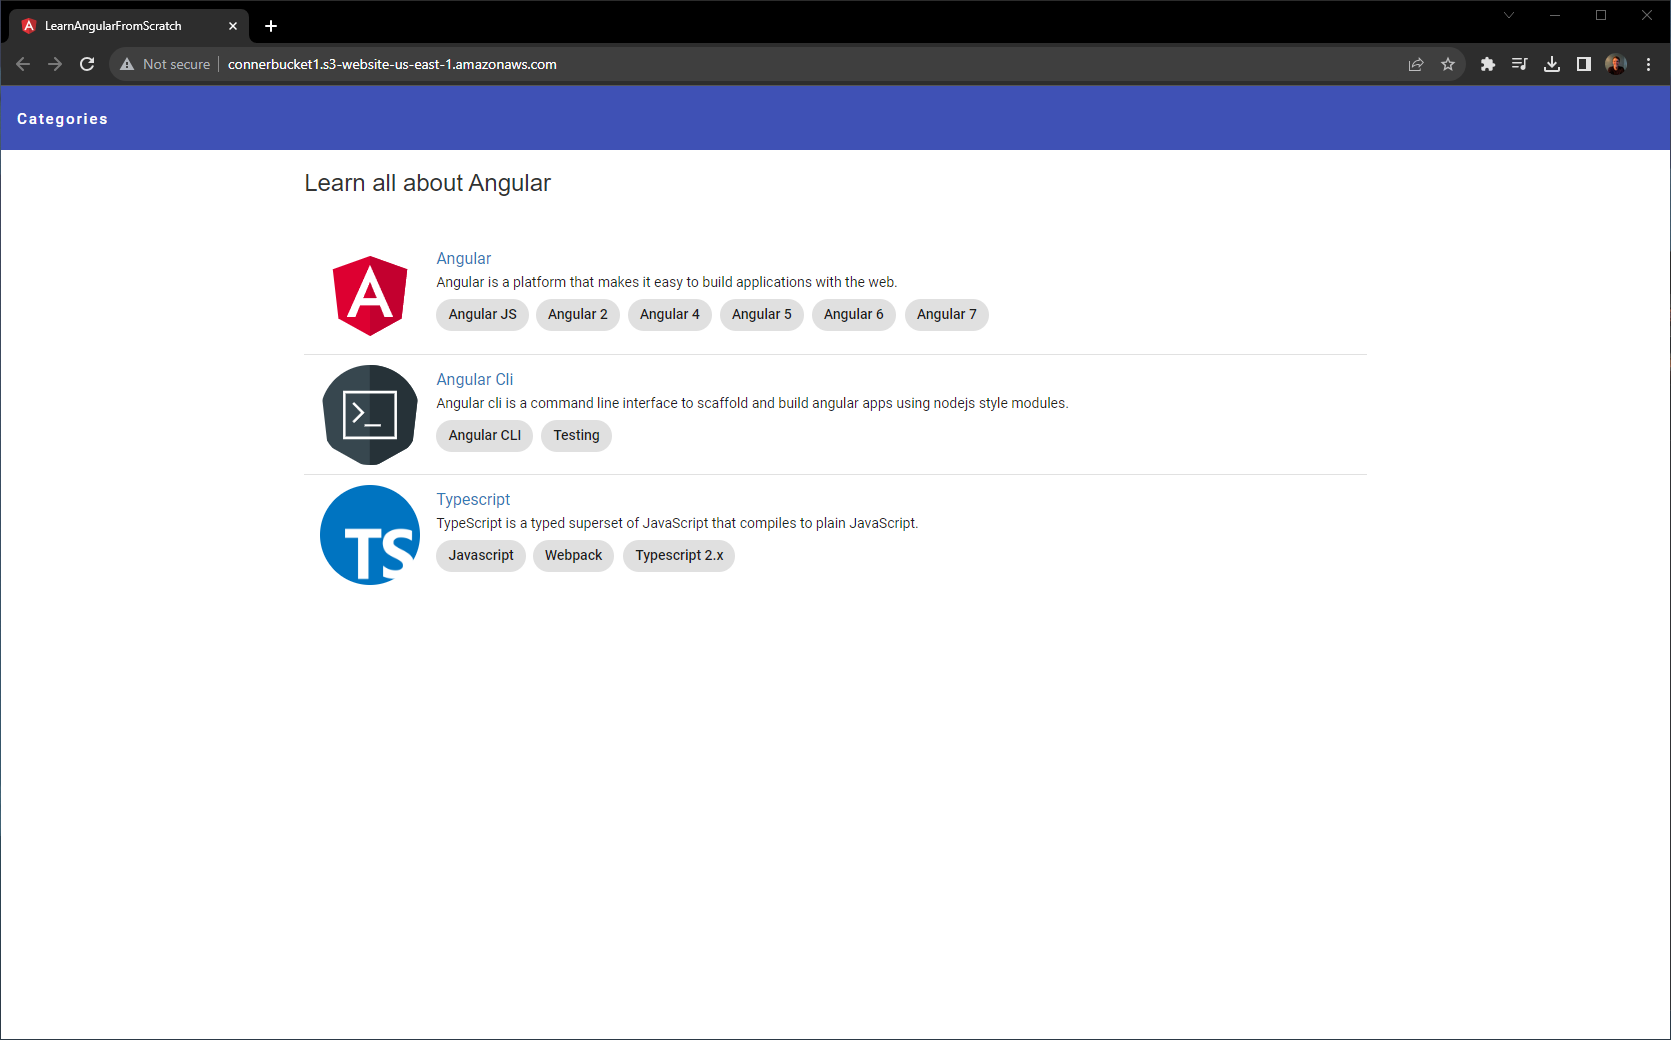 LearnAngularFromScratch
Not secure
connerbucket1.s3-website-us-east-1.amazonaws.com
Categories
Learn all about Angular
A
Angular
Angular is a platform that makes it easy to build applications with the web.
Angular JS Angular 2 Angular 4 Angular 5 Angular 6 Angular 7
>_
Angular Cli
Angular cli is a command line interface to scaffold and build angular apps using nodejs style modules.
Angular CLI Testing
TS
Typescript
TypeScript is a typed superset of JavaScript that compiles to plain JavaScript.
Javascript Webpack Typescript 2.x